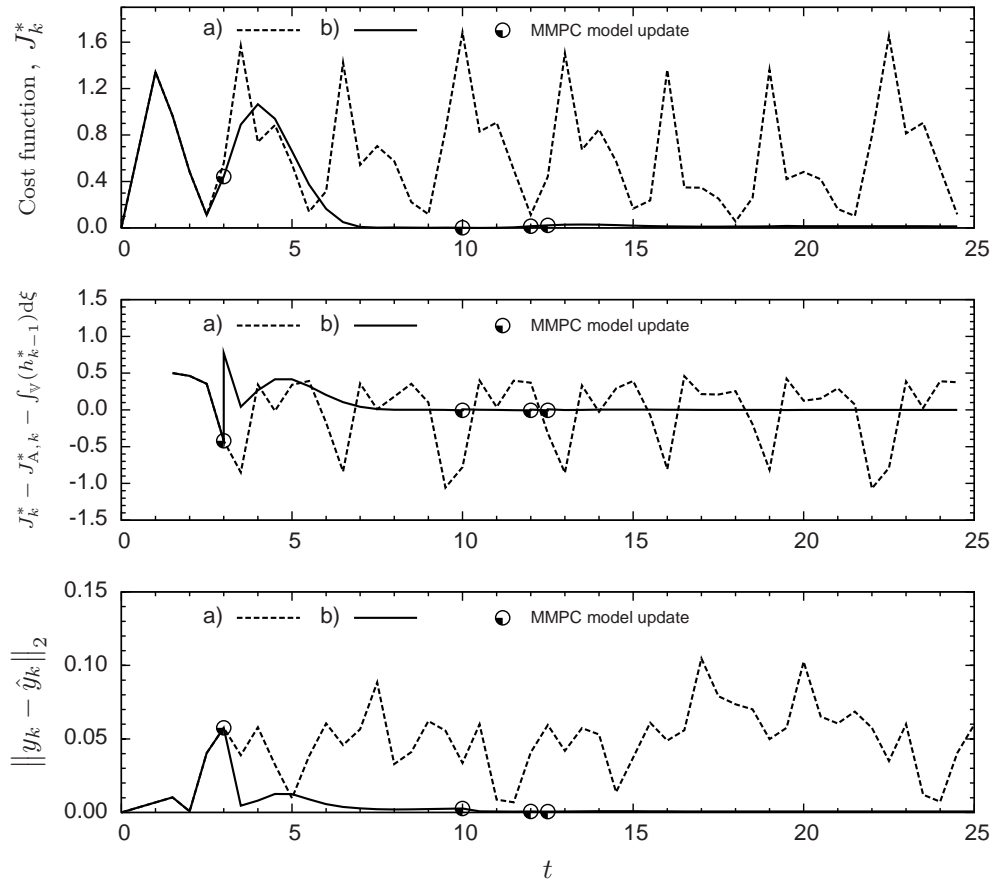 a) b) MMPC model update
1.6
1.2
0.8
0.4
0.0
Cost function , J*_k
0 5 10 15 20 25
a) b) MMPC model update
1.5
1.0
0.5
0.0
-0.5
-1.0
-1.5
J*_k − J*_{A,k} − ∫_𝕍(h*_{k−1})dξ
0 5 10 15 20 25
a) b) MMPC model update
0.15
0.10
0.05
0.00
||y_k − ŷ_k||_2
0 5 10 15 20 25
t